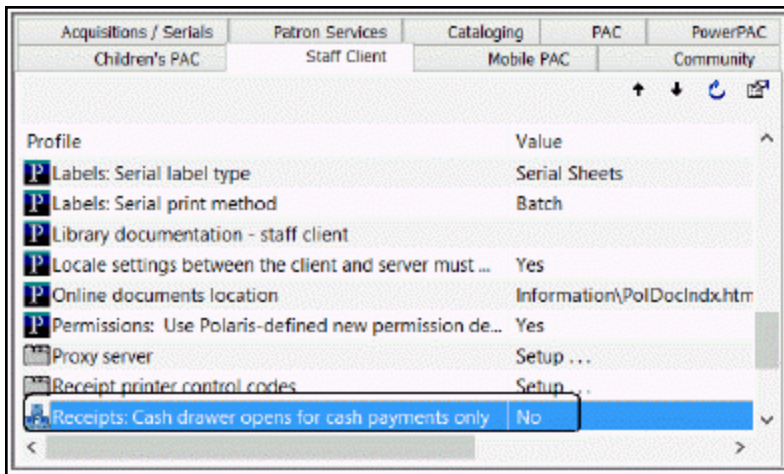 Acquisitions / Serials Patron Services Cataloging PAC PowerPAC
Children's PAC Staff Client Mobile PAC Community
Profile Value
Labels: Serial label type Serial Sheets
Labels: Serial print method Batch
Library documentation - staff client
Locale settings between the client and server must ... Yes
Online documents location Information\PolDocIndx.htm
Permissions: Use Polaris-defined new permission de... Yes
Proxy server Setup ...
Receipt printer control codes Setup ...
Receipts: Cash drawer opens for cash payments only No